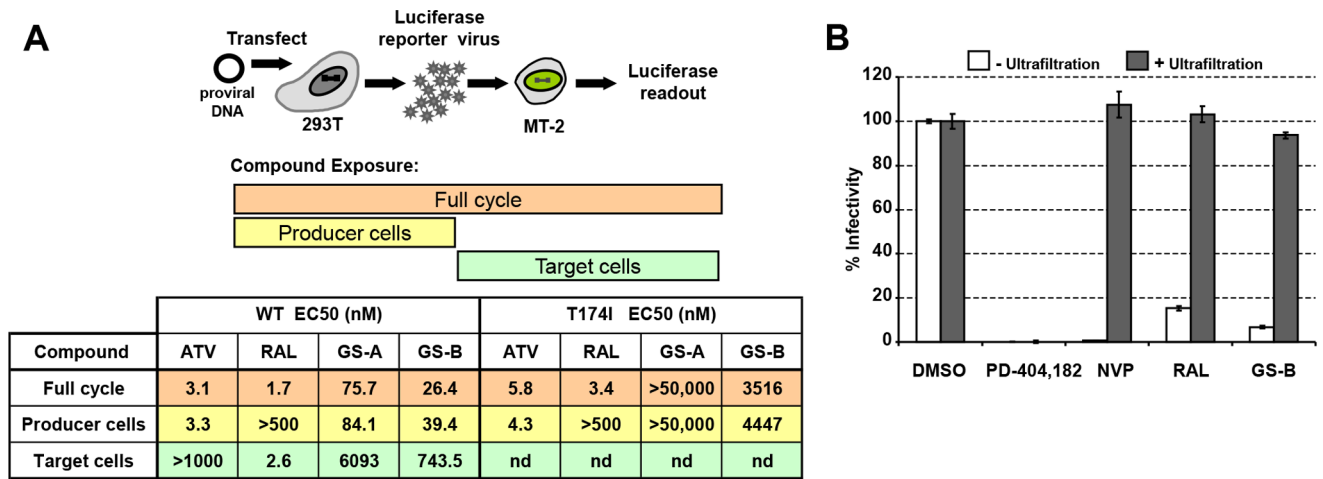 A
Transfect
Luciferase
reporter virus
proviral
DNA
293T
MT-2
Luciferase
readout
Compound Exposure:
Full cycle
Producer cells
Target cells
WT EC50 (nM) T174I EC50 (nM)
Compound ATV RAL GS-A GS-B ATV RAL GS-A GS-B
Full cycle 3.1 1.7 75.7 26.4 5.8 3.4 >50,000 3516
Producer cells 3.3 >500 84.1 39.4 4.3 >500 >50,000 4447
Target cells >1000 2.6 6093 743.5 nd nd nd nd
B
- Ultrafiltration + Ultrafiltration
% Infectivity
120
100
80
60
40
20
0
DMSO PD-404,182 NVP RAL GS-B